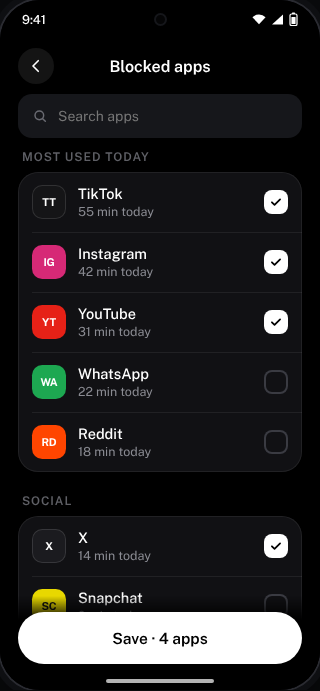 9:41
Blocked apps
Search apps
MOST USED TODAY
TT
TikTok
55 min today
IG
Instagram
42 min today
YT
YouTube
31 min today
WA
WhatsApp
22 min today
RD
Reddit
18 min today
SOCIAL
X
X
14 min today
SC
Snapchat
Save · 4 apps